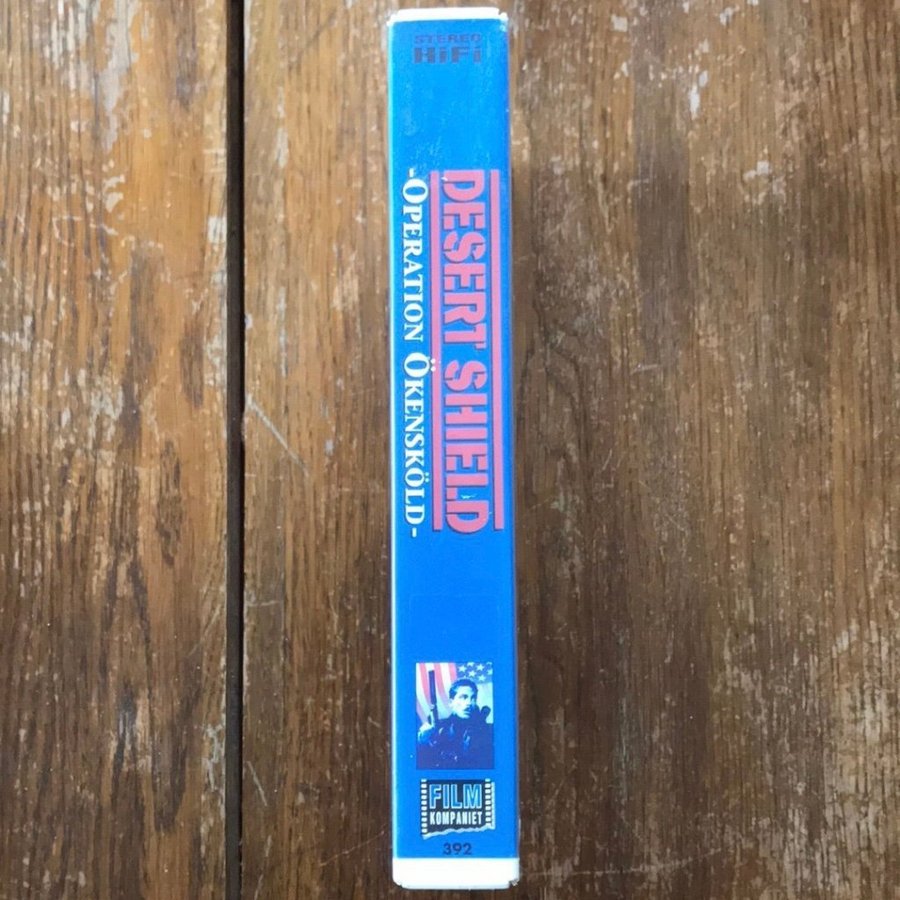 STEREO
HiFi
DESERT SHIELD
-OPERATION ÖKENSKÖLD-
FILM
KOMPANIET
392